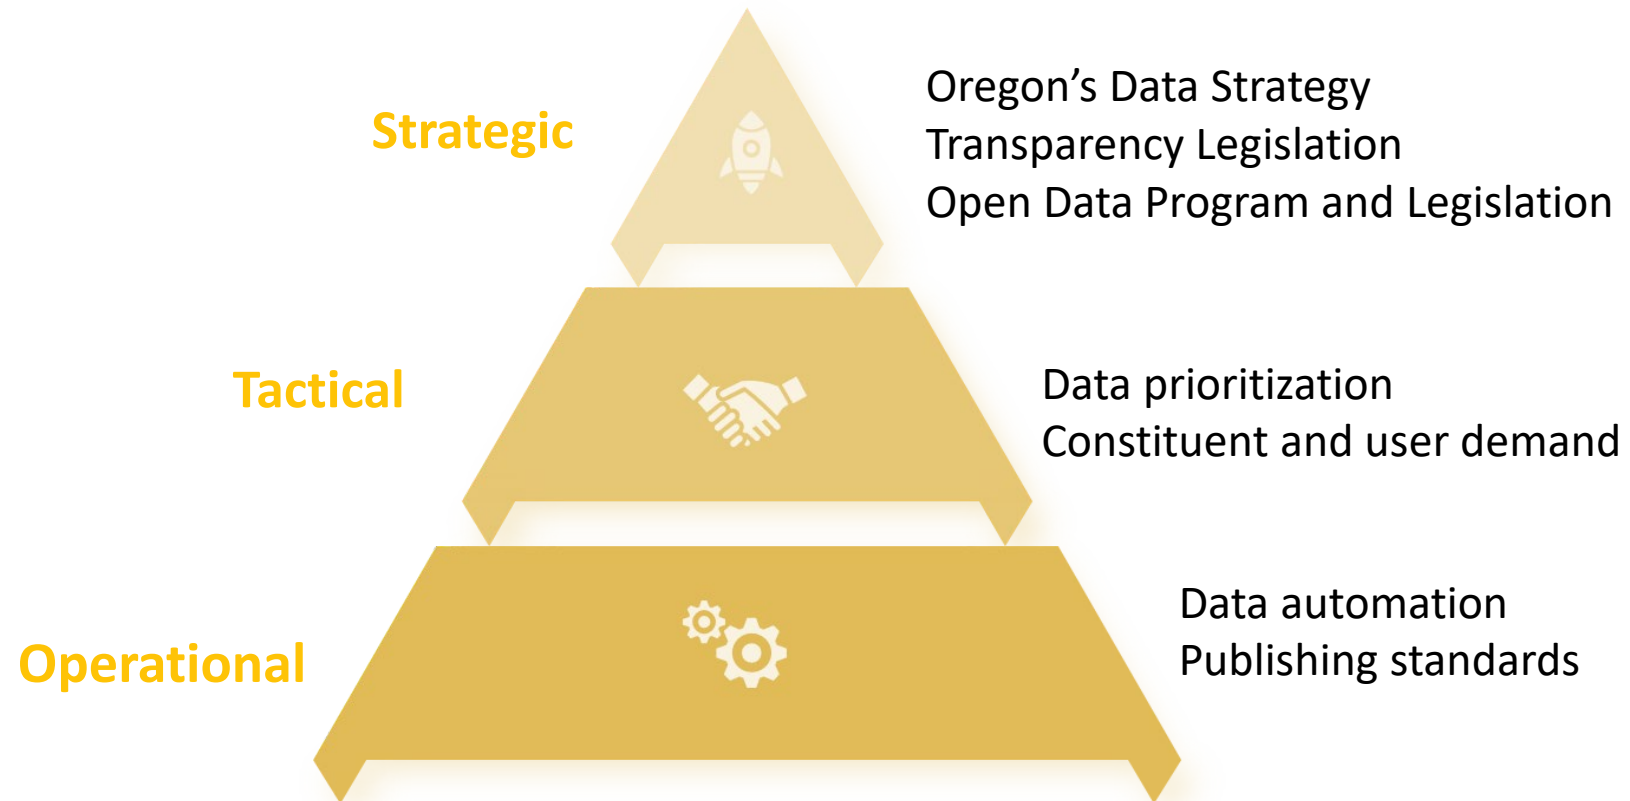 Strategic
Oregon’s Data Strategy
Transparency Legislation
Open Data Program and Legislation
Tactical
Data prioritization
Constituent and user demand
Operational
Data automation
Publishing standards